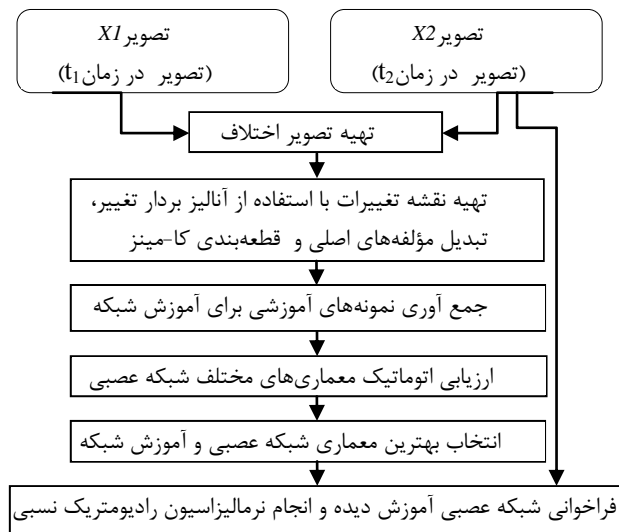 تصویر X1
(تصویر در زمان t1)
تصویر X2
(تصویر در زمان t2)
تهیه تصویر اختلاف
تهیه نقشه تغییرات با استفاده از آنالیز بردار تغییر،
تبدیل مؤلفه‌های اصلی و قطعه‌بندی کا-مینز
جمع آوری نمونه‌های آموزشی برای آموزش شبکه
ارزیابی اتوماتیک معماری‌های مختلف شبکه عصبی
انتخاب بهترین معماری شبکه عصبی و آموزش شبکه
فراخوانی شبکه عصبی آموزش دیده و انجام نرمالیزاسیون رادیومتریک نسبی